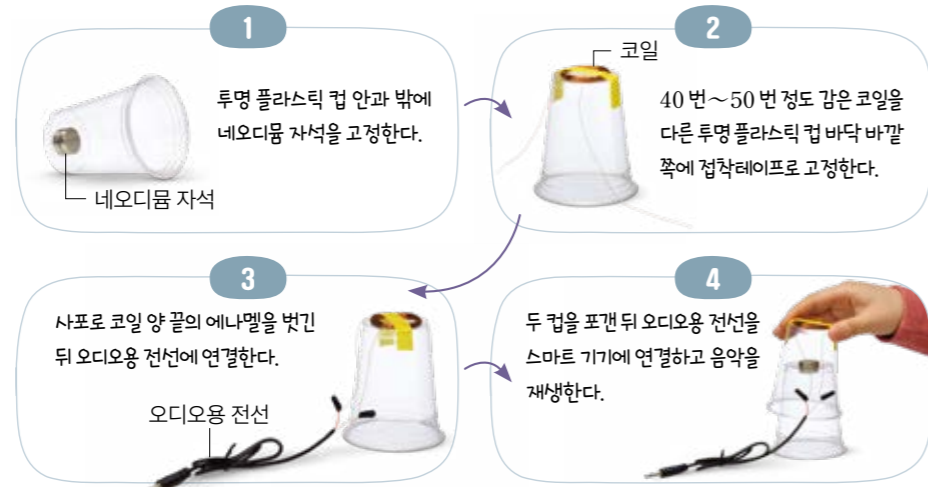 1
투명 플라스틱 컵 안과 밖에
네오디뮴 자석을 고정한다.
네오디뮴 자석
2
코일
40 번~50 번 정도 감은 코일을
다른 투명 플라스틱 컵 바닥 바깥
쪽에 접착테이프로 고정한다.
3
사포로 코일 양 끝의 에나멜을 벗긴
뒤 오디오용 전선에 연결한다.
오디오용 전선
4
두 컵을 포갠 뒤 오디오용 전선을
스마트 기기에 연결하고 음악을
재생한다.